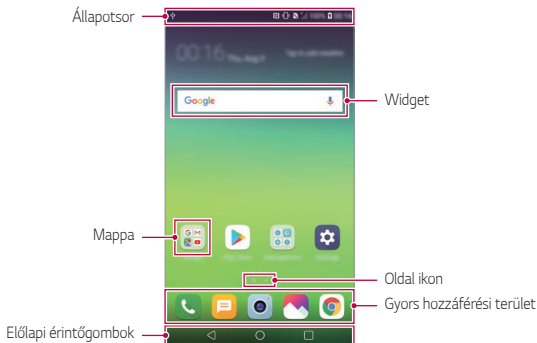 Állapotsor
00:16
Google
Widget
Mappa
Oldal ikon
Gyors hozzáférési terület
Előlapi érintőgombok